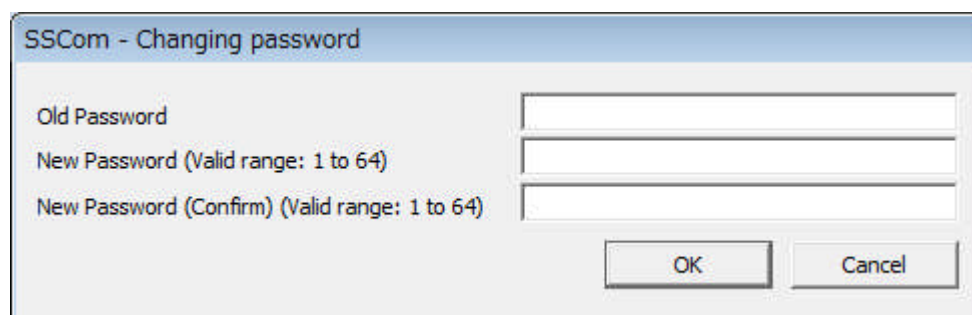 SSCom - Changing password
Old Password
New Password (Valid range: 1 to 64)
New Password (Confirm) (Valid range: 1 to 64)
OK
Cancel